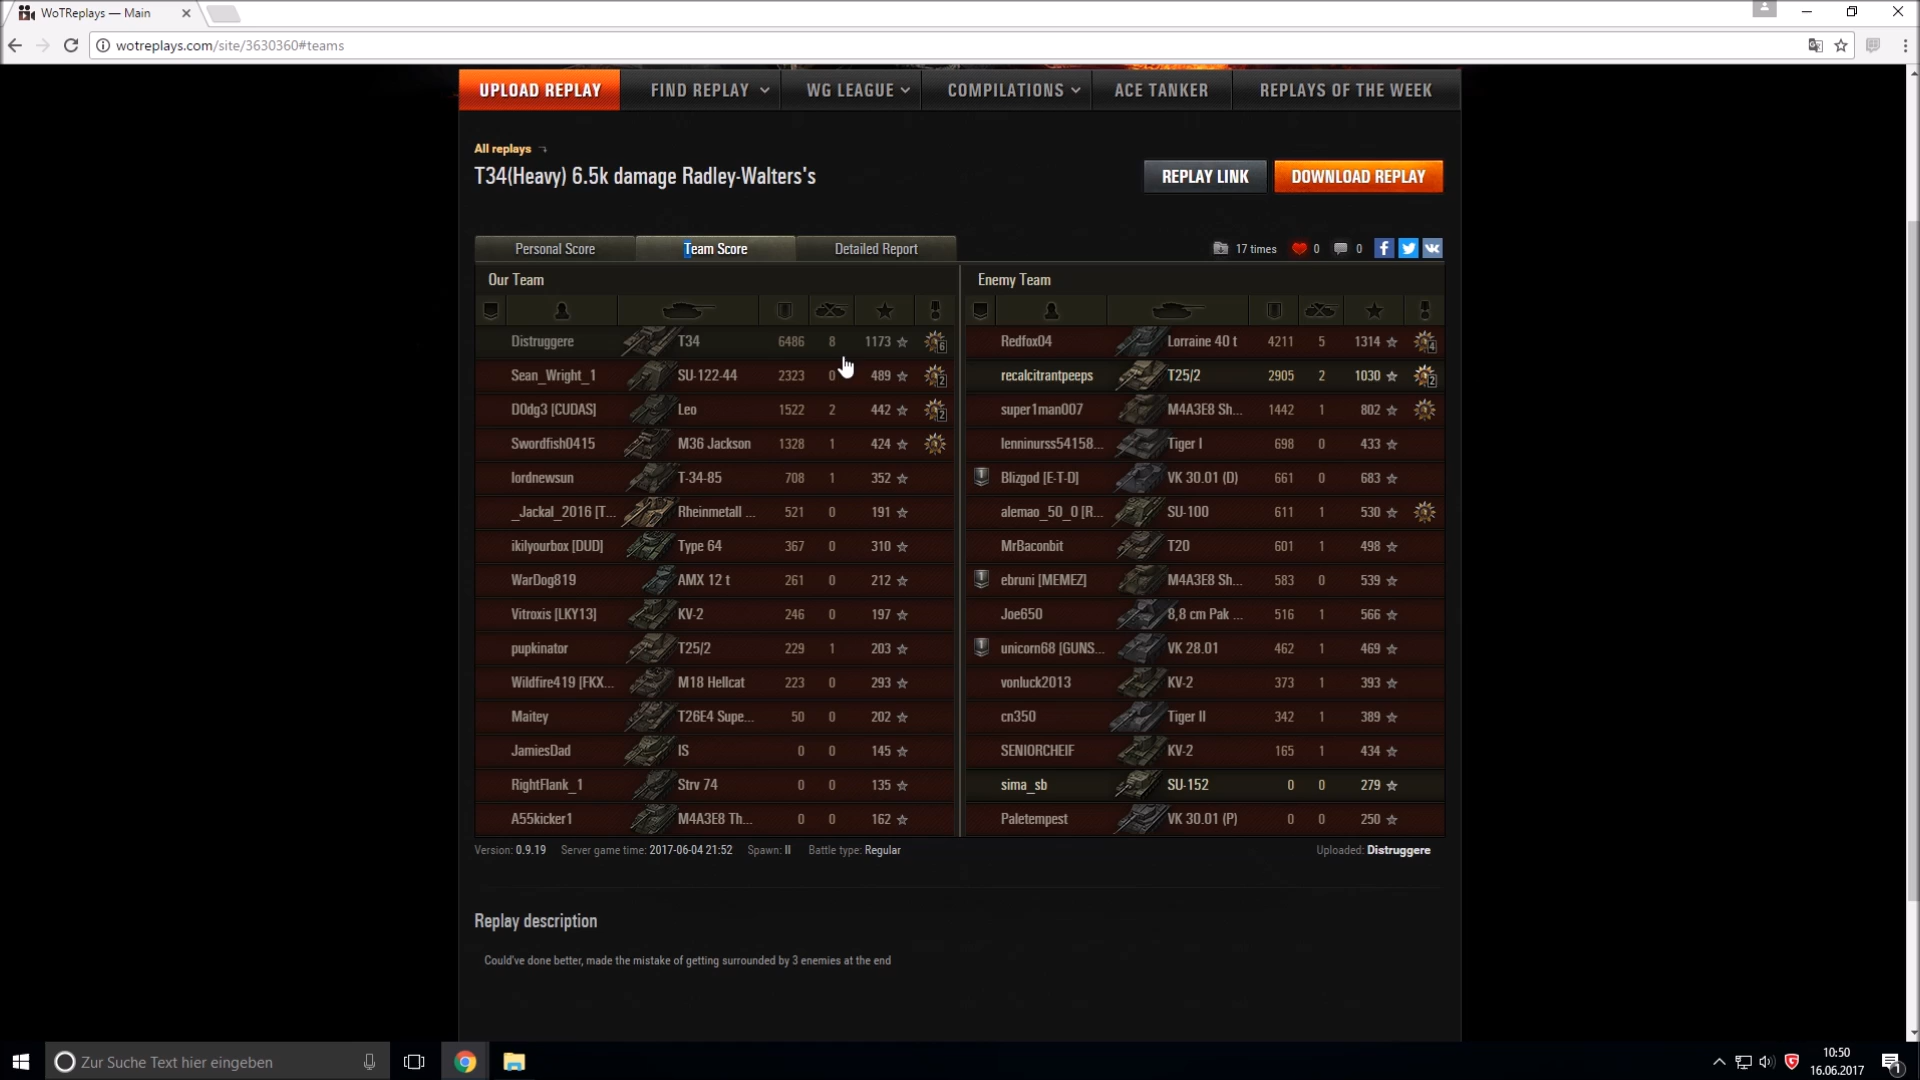 WoTReplays — Main
wotreplays.com/site/3630360#teams
UPLOAD REPLAY FIND REPLAY WG LEAGUE COMPILATIONS ACE TANKER REPLAYS OF THE WEEK
All replays
T34(Heavy) 6.5k damage Radley-Walters's
REPLAY LINK DOWNLOAD REPLAY
Personal Score Team Score Detailed Report 17 times 0 0
Our Team Enemy Team
Distruggere T34 6486 8 1173 6 Redfox04 Lorraine 40 t 4211 5 1314 4
Sean_Wright_1 SU-122-44 2323 0 489 2 recalcitrantpeeps T25/2 2905 2 1030 2
D0dg3 [CUDAS] Leo 1522 2 442 2 super1man007 M4A3E8 Sh... 1442 1 802
Swordfish0415 M36 Jackson 1328 1 424 lenninurss54158... Tiger I 698 0 433
lordnewsun T-34-85 708 1 352 1 Blizgod [E-T-D] VK 30.01 (D) 661 0 683
_Jackal_2016 [T... Rheinmetall ... 521 0 191 alemao_50_0 [R... SU-100 611 1 530
ikilyourbox [DUD] Type 64 367 0 310 MrBaconbit T20 601 1 498
WarDog819 AMX 12 t 261 0 212 1 ebruni [MEMEZ] M4A3E8 Sh... 583 0 539
Vitroxis [LKY13] KV-2 246 0 197 Joe650 8,8 cm Pak ... 516 1 566
pupkinator T25/2 229 1 203 1 unicorn68 [GUNS... VK 28.01 462 1 469
Wildfire419 [FKX... M18 Hellcat 223 0 293 vonluck2013 KV-2 373 1 393
Maitey T26E4 Supe... 50 0 202 cn350 Tiger II 342 1 389
JamiesDad IS 0 0 145 SENIORCHEIF KV-2 165 1 434
RightFlank_1 Strv 74 0 0 135 sima_sb SU-152 0 0 279
A55kicker1 M4A3E8 Th... 0 0 162 Paletempest VK 30.01 (P) 0 0 250
Version: 0.9.19 Server game time: 2017-06-04 21:52 Spawn: II Battle type: Regular Uploaded: Distruggere
Replay description
Could've done better, made the mistake of getting surrounded by 3 enemies at the end
Zur Suche Text hier eingeben
10:50
16.06.2017
1